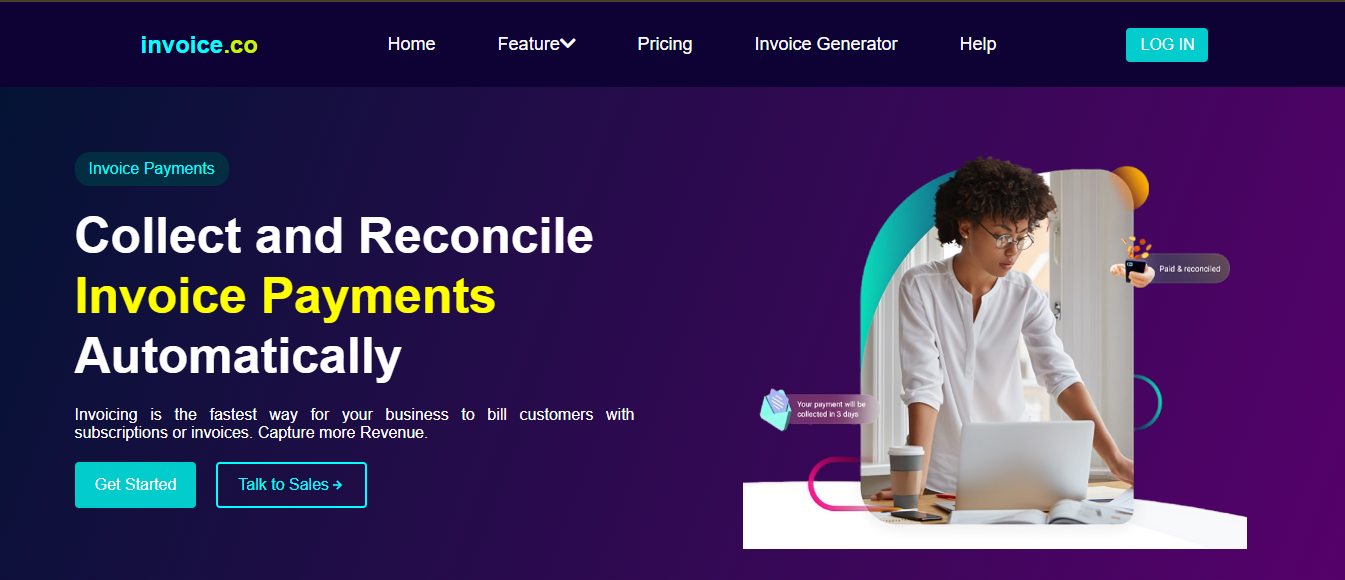 invoice.co
Home
Feature
Pricing
Invoice Generator
Help
LOG IN
Invoice Payments
Collect and Reconcile
Invoice Payments
Automatically
Invoicing is the fastest way for your business to bill customers with
subscriptions or invoices. Capture more Revenue.
Get Started
Talk to Sales →
Paid & reconciled
Your payment will be
collected in 3 days